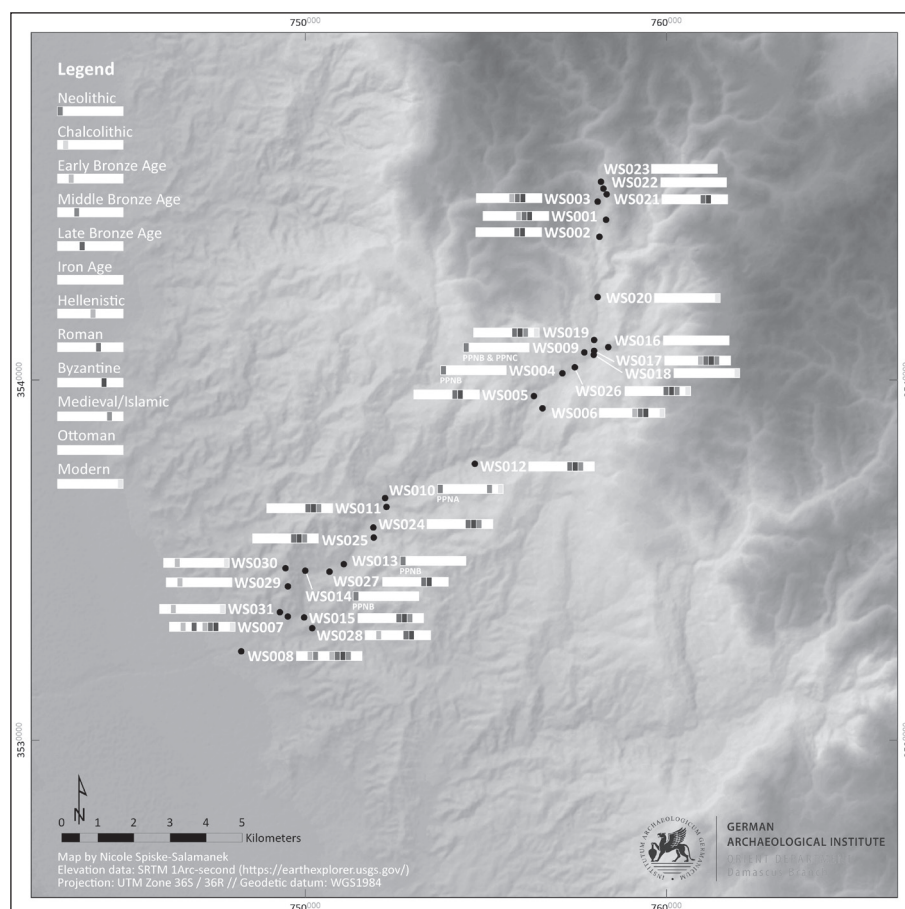 750000
760000
Legend
Neolithic
Chalcolithic
Early Bronze Age
Middle Bronze Age
Late Bronze Age
Iron Age
Hellenistic
Roman
Byzantine
Medieval/Islamic
Ottoman
Modern
WS023
WS022
WS003
WS021
WS001
WS002
WS020
WS019
WS016
WS009
PPNB & PPNC
WS017
WS004
PPNB
WS018
WS005
WS026
WS006
WS012
WS010
PPNA
WS011
WS024
WS025
WS030
WS013
PPNB
WS029
WS027
WS014
PPNB
WS031
WS015
WS007
WS028
WS008
3540000
3540000
3530000
N
0 1 2 3 4 5
Kilometers
Map by Nicole Spiske-Salamanek
Elevation data: SRTM 1Arc-second (https://earthexplorer.usgs.gov/)
Projection: UTM Zone 36S / 36R // Geodetic datum: WGS1984
INSTITUTUM ARCHAEOLOGICUM GERMANICUM
GERMAN
ARCHAEOLOGICAL INSTITUTE
750000
760000